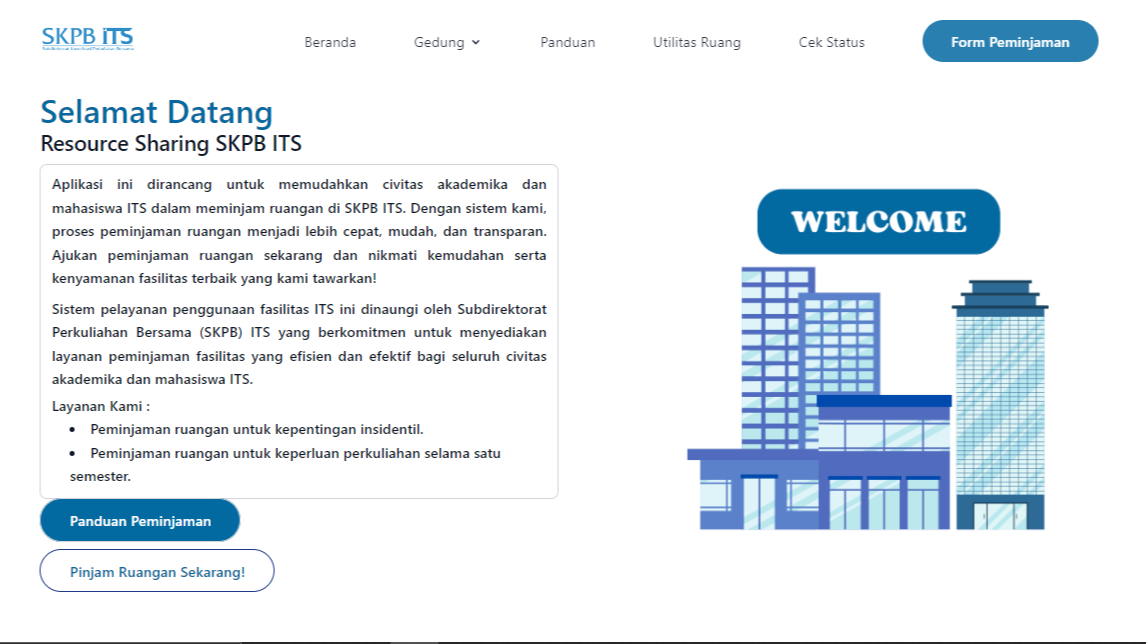 SKPB iTS
Subdirektorat Koordinasi Perkuliahan Bersama
Beranda
Gedung
Panduan
Utilitas Ruang
Cek Status
Form Peminjaman
Selamat Datang
Resource Sharing SKPB ITS
Aplikasi ini dirancang untuk memudahkan civitas akademika dan
mahasiswa ITS dalam meminjam ruangan di SKPB ITS. Dengan sistem kami,
proses peminjaman ruangan menjadi lebih cepat, mudah, dan transparan.
Ajukan peminjaman ruangan sekarang dan nikmati kemudahan serta
kenyamanan fasilitas terbaik yang kami tawarkan!
Sistem pelayanan penggunaan fasilitas ITS ini dinaungi oleh Subdirektorat
Perkuliahan Bersama (SKPB) ITS yang berkomitmen untuk menyediakan
layanan peminjaman fasilitas yang efisien dan efektif bagi seluruh civitas
akademika dan mahasiswa ITS.
Layanan Kami :
• Peminjaman ruangan untuk kepentingan insidentil.
• Peminjaman ruangan untuk keperluan perkuliahan selama satu
semester.
Panduan Peminjaman
Pinjam Ruangan Sekarang!
WELCOME